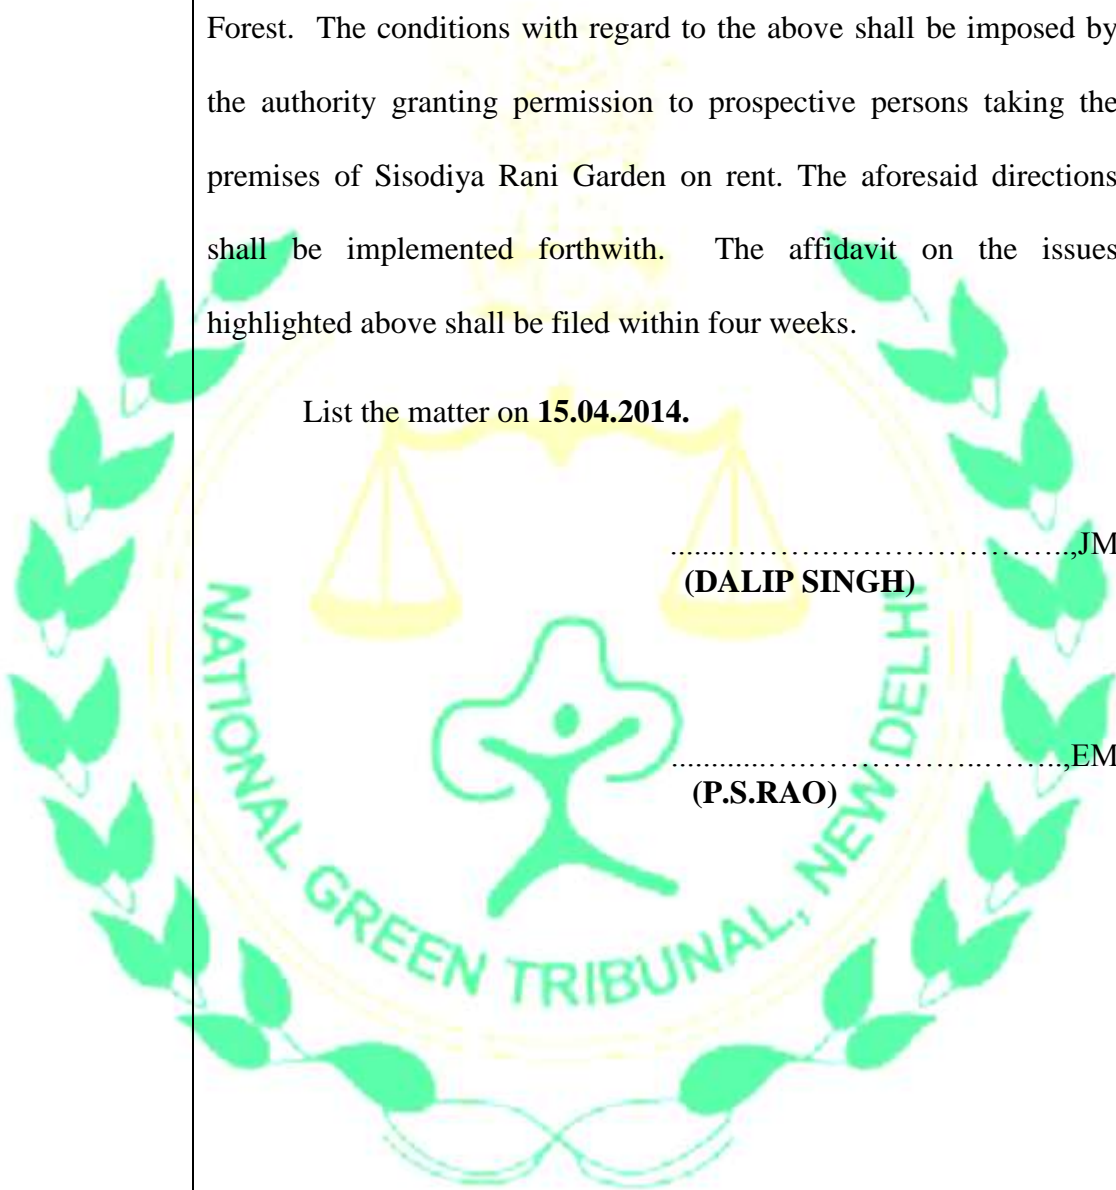 Forest. The conditions with regard to the above shall be imposed by
the authority granting permission to prospective persons taking the
premises of Sisodiya Rani Garden on rent. The aforesaid directions
shall be implemented forthwith. The affidavit on the issues
highlighted above shall be filed within four weeks.
List the matter on 15.04.2014.
.......…………………………………..,JM
(DALIP SINGH)
............……………………..……..,EM
(P.S.RAO)
NATIONAL GREEN TRIBUNAL, NEW DELHI